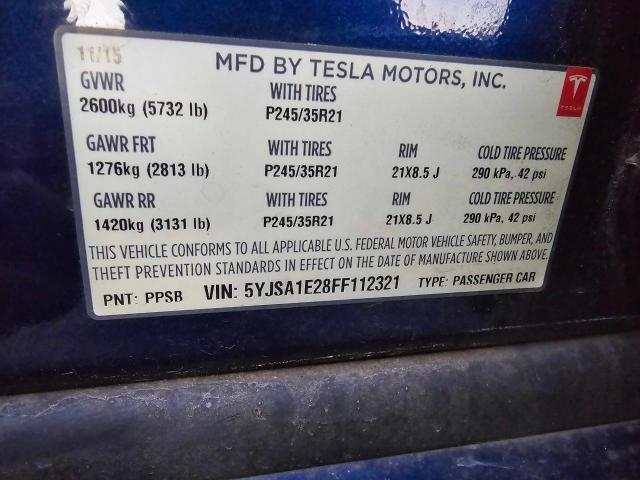 11/15
MFD BY TESLA MOTORS, INC.
GVWR WITH TIRES
2600kg (5732 lb) P245/35R21
TESLA
GAWR FRT WITH TIRES RIM COLD TIRE PRESSURE
1276kg (2813 lb) P245/35R21 21X8.5 J 290 kPa, 42 psi
GAWR RR WITH TIRES RIM COLD TIRE PRESSURE
1420kg (3131 lb) P245/35R21 21X8.5 J 290 kPa, 42 psi
THIS VEHICLE CONFORMS TO ALL APPLICABLE U.S. FEDERAL MOTOR VEHICLE SAFETY, BUMPER, AND
THEFT PREVENTION STANDARDS IN EFFECT ON THE DATE OF MANUFACTURE SHOWN ABOVE.
PNT: PPSB VIN: 5YJSA1E28FF112321 TYPE: PASSENGER CAR